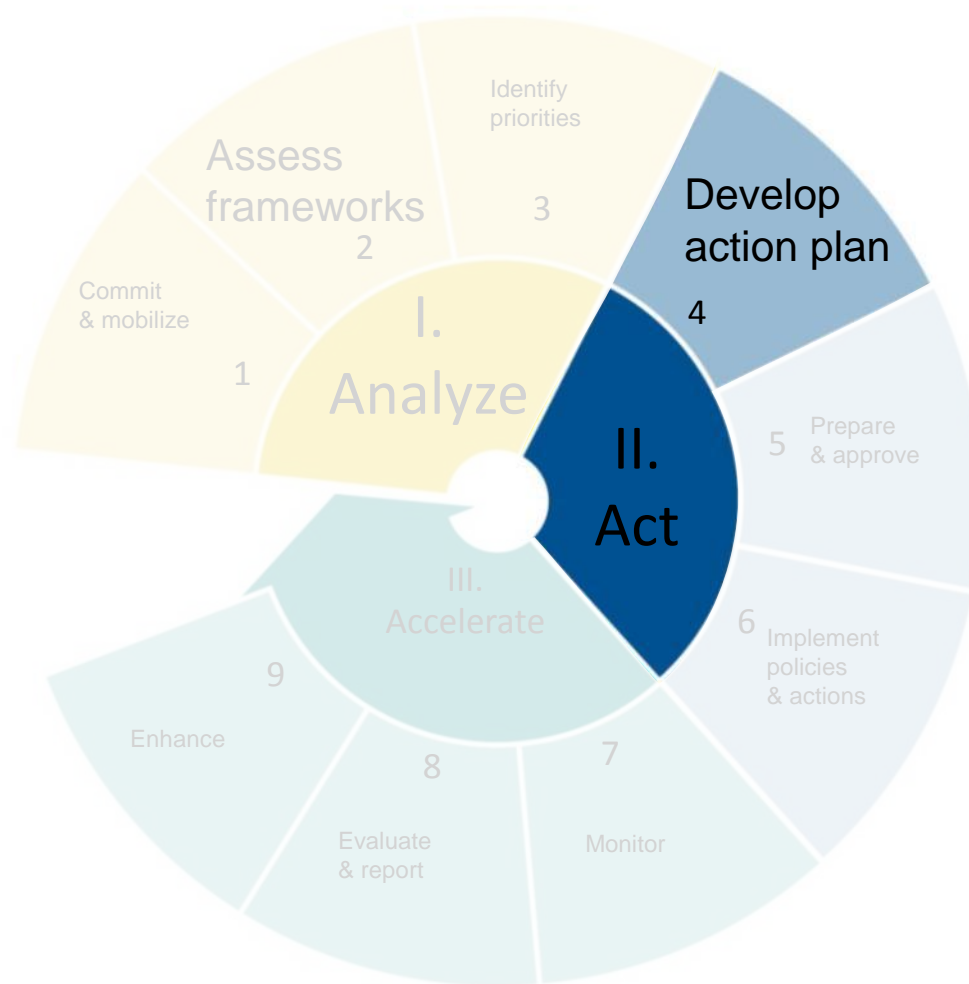 I.
Analyze
Commit
& mobilize
1
Assess
frameworks
2
Identify
priorities
3
II.
Act
Develop
action plan
4
5
Prepare
& approve
6
Implement
policies
& actions
III.
Accelerate
7
Monitor
8
Evaluate
& report
9
Enhance